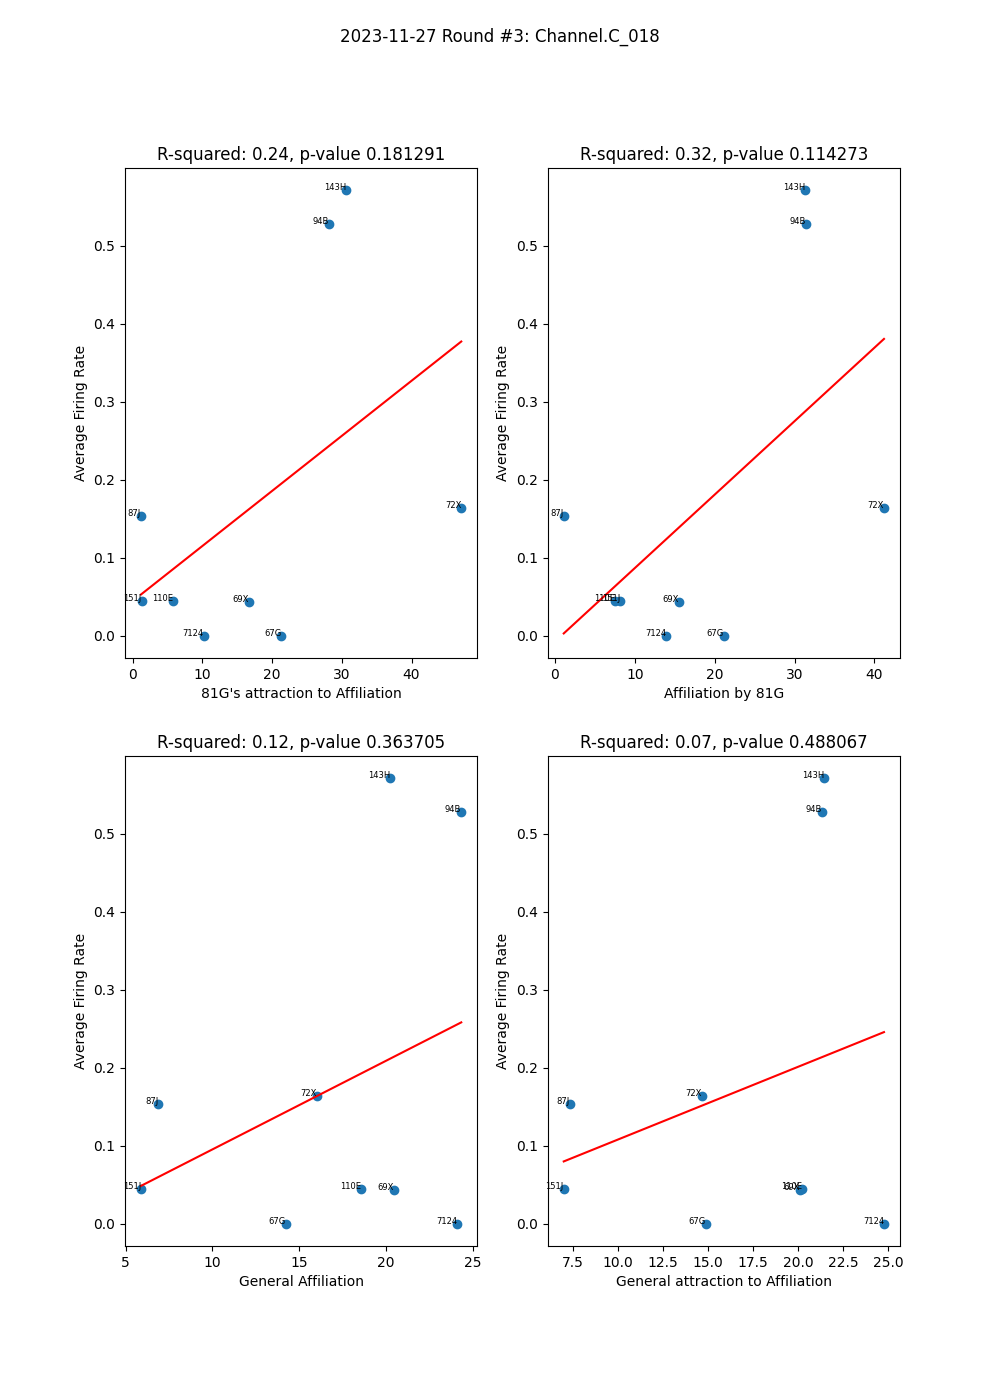 2023-11-27 Round #3: Channel.C_018
R-squared: 0.24, p-value 0.181291
Average Firing Rate
0.5
0.4
0.3
0.2
0.1
0.0
143H
94B
72X
87J
151J
110E
69X
7124
67G
0
10
20
30
40
81G's attraction to Affiliation
R-squared: 0.32, p-value 0.114273
Average Firing Rate
0.5
0.4
0.3
0.2
0.1
0.0
143H
94B
72X
87J
110E
151J
69X
7124
67G
0
10
20
30
40
Affiliation by 81G
R-squared: 0.12, p-value 0.363705
Average Firing Rate
0.5
0.4
0.3
0.2
0.1
0.0
143H
94B
72X
87J
151J
110E
69X
67G
7124
5
10
15
20
25
General Affiliation
R-squared: 0.07, p-value 0.488067
Average Firing Rate
0.5
0.4
0.3
0.2
0.1
0.0
143H
94B
72X
87J
151J
69X
110E
67G
7124
7.5
10.0
12.5
15.0
17.5
20.0
22.5
25.0
General attraction to Affiliation